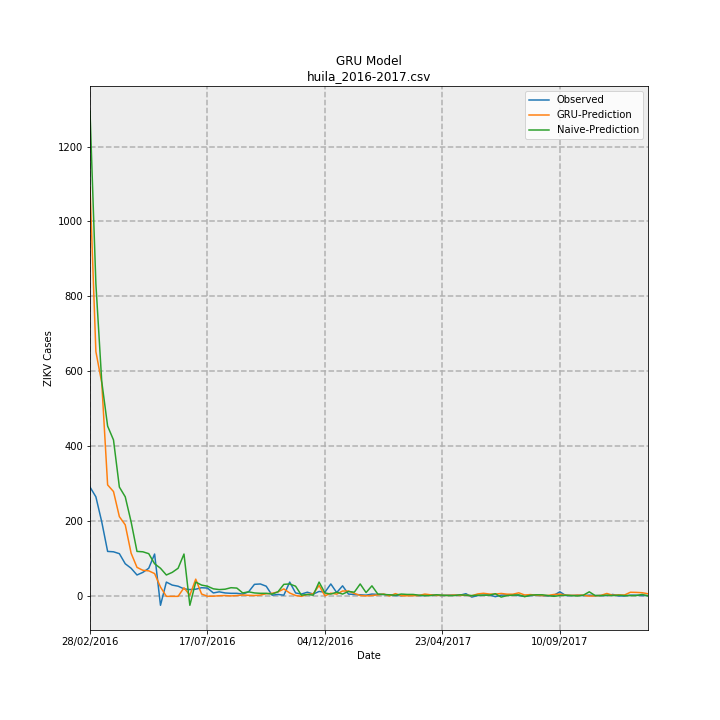 GRU Model
huila_2016-2017.csv
Observed
GRU-Prediction
Naive-Prediction
1200
1000
800
600
400
200
0
ZIKV Cases
28/02/2016
17/07/2016
04/12/2016
23/04/2017
10/09/2017
Date